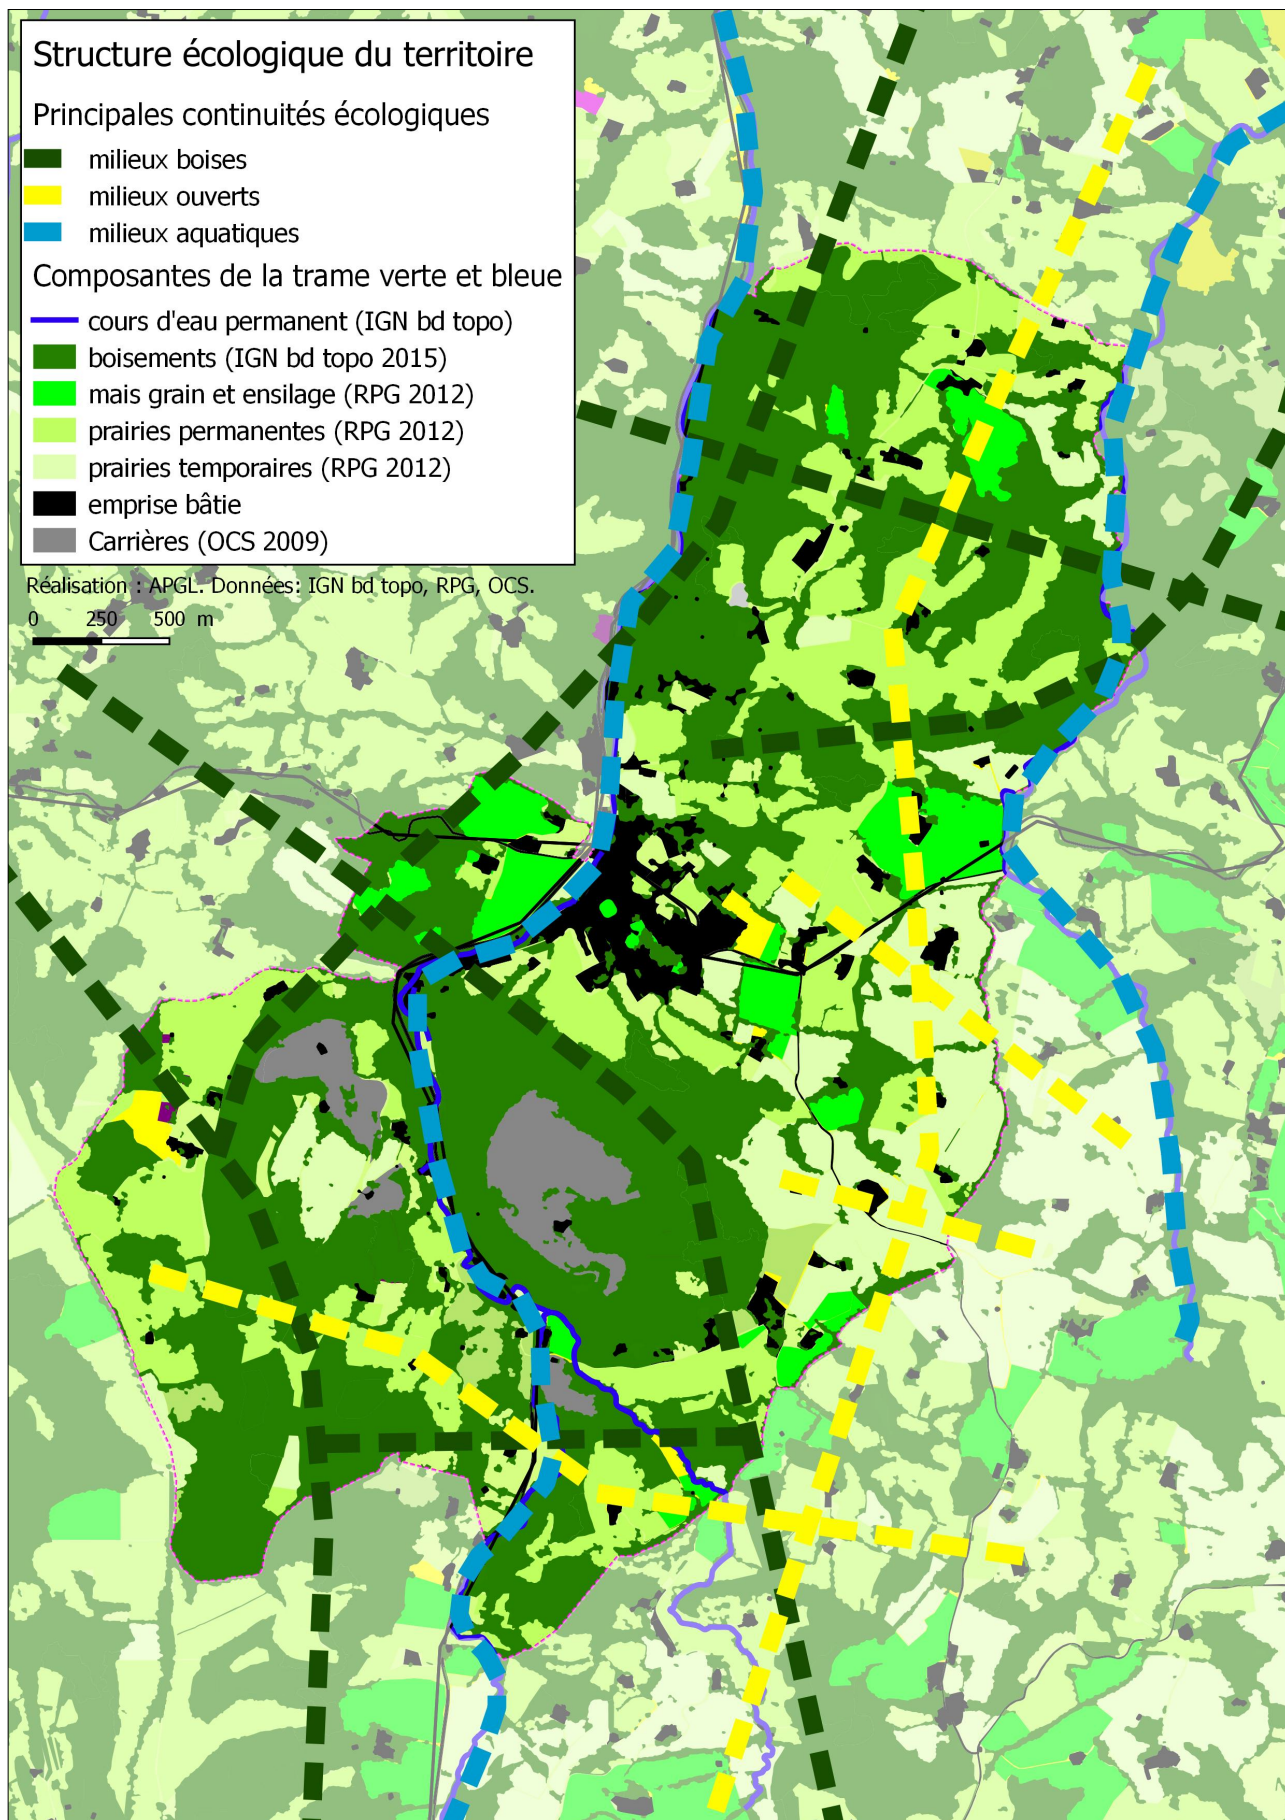 Structure écologique du territoire
Principales continuités écologiques
milieux boises
milieux ouverts
milieux aquatiques
Composantes de la trame verte et bleue
cours d'eau permanent (IGN bd topo)
boisements (IGN bd topo 2015)
mais grain et ensilage (RPG 2012)
prairies permanentes (RPG 2012)
prairies temporaires (RPG 2012)
emprise bâtie
Carrières (OCS 2009)
Réalisation : APGL. Données: IGN bd topo, RPG, OCS.
0 250 500 m